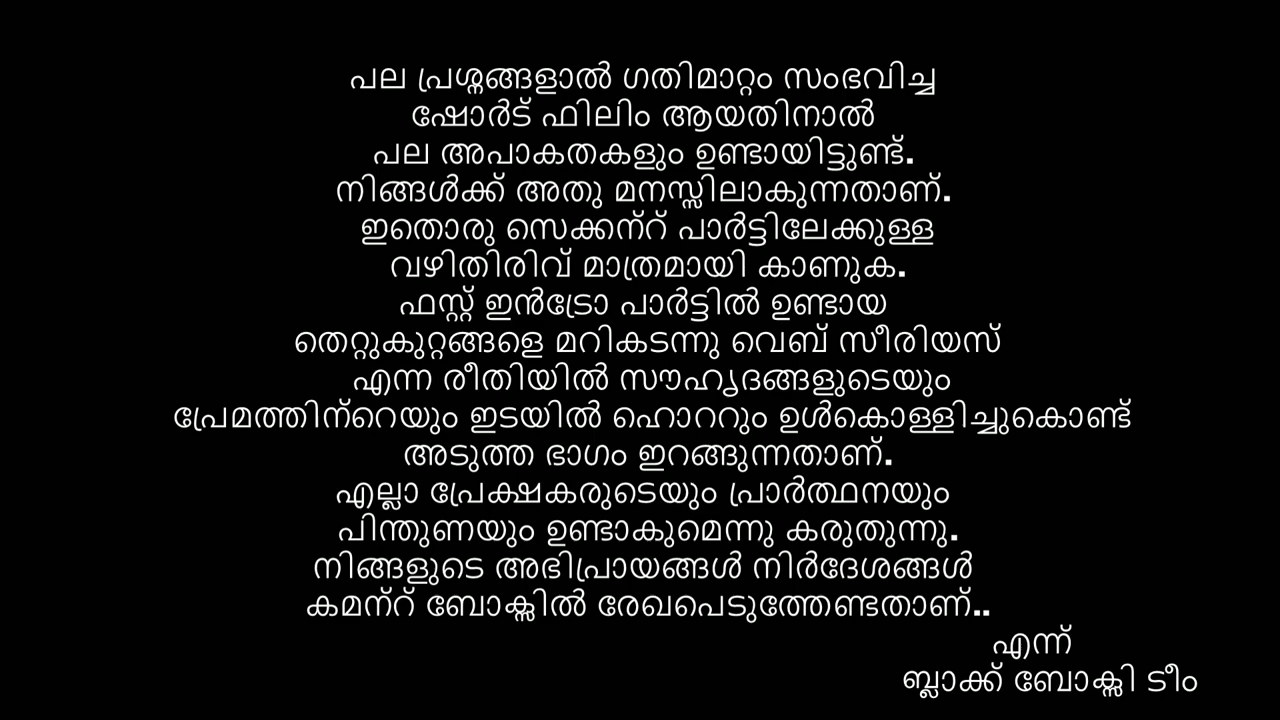 പല പ്രശ്നങ്ങളാൽ ഗതിമാറ്റം സംഭവിച്ച
ഷോർട് ഫിലിം ആയതിനാൽ
പല അപാകതകളും ഉണ്ടായിട്ടുണ്ട്.
നിങ്ങൾക്ക് അതു മനസ്സിലാകുന്നതാണ്.
ഇതൊരു സെക്കന്റ് പാർട്ടിലേക്കുള്ള
വഴിതിരിവ് മാത്രമായി കാണുക.
ഫസ്റ്റ് ഇൻട്രോ പാർട്ടിൽ ഉണ്ടായ
തെറ്റുകുറ്റങ്ങളെ മറികടന്നു വെബ് സീരിയസ്
എന്ന രീതിയിൽ സൗഹൃദങ്ങളുടെയും
പ്രേമത്തിന്റെയും ഇടയിൽ ഹൊററും ഉൾകൊള്ളിച്ചുകൊണ്ട്
അടുത്ത ഭാഗം ഇറങ്ങുന്നതാണ്.
എല്ലാ പ്രേക്ഷകരുടെയും പ്രാർത്ഥനയും
പിന്തുണയും ഉണ്ടാകുമെന്നു കരുതുന്നു.
നിങ്ങളുടെ അഭിപ്രായങ്ങൾ നിർദേശങ്ങൾ
കമന്റ് ബോക്സിൽ രേഖപെടുത്തേണ്ടതാണ്..
എന്ന്
ബ്ലാക്ക് ബോക്സി ടീം